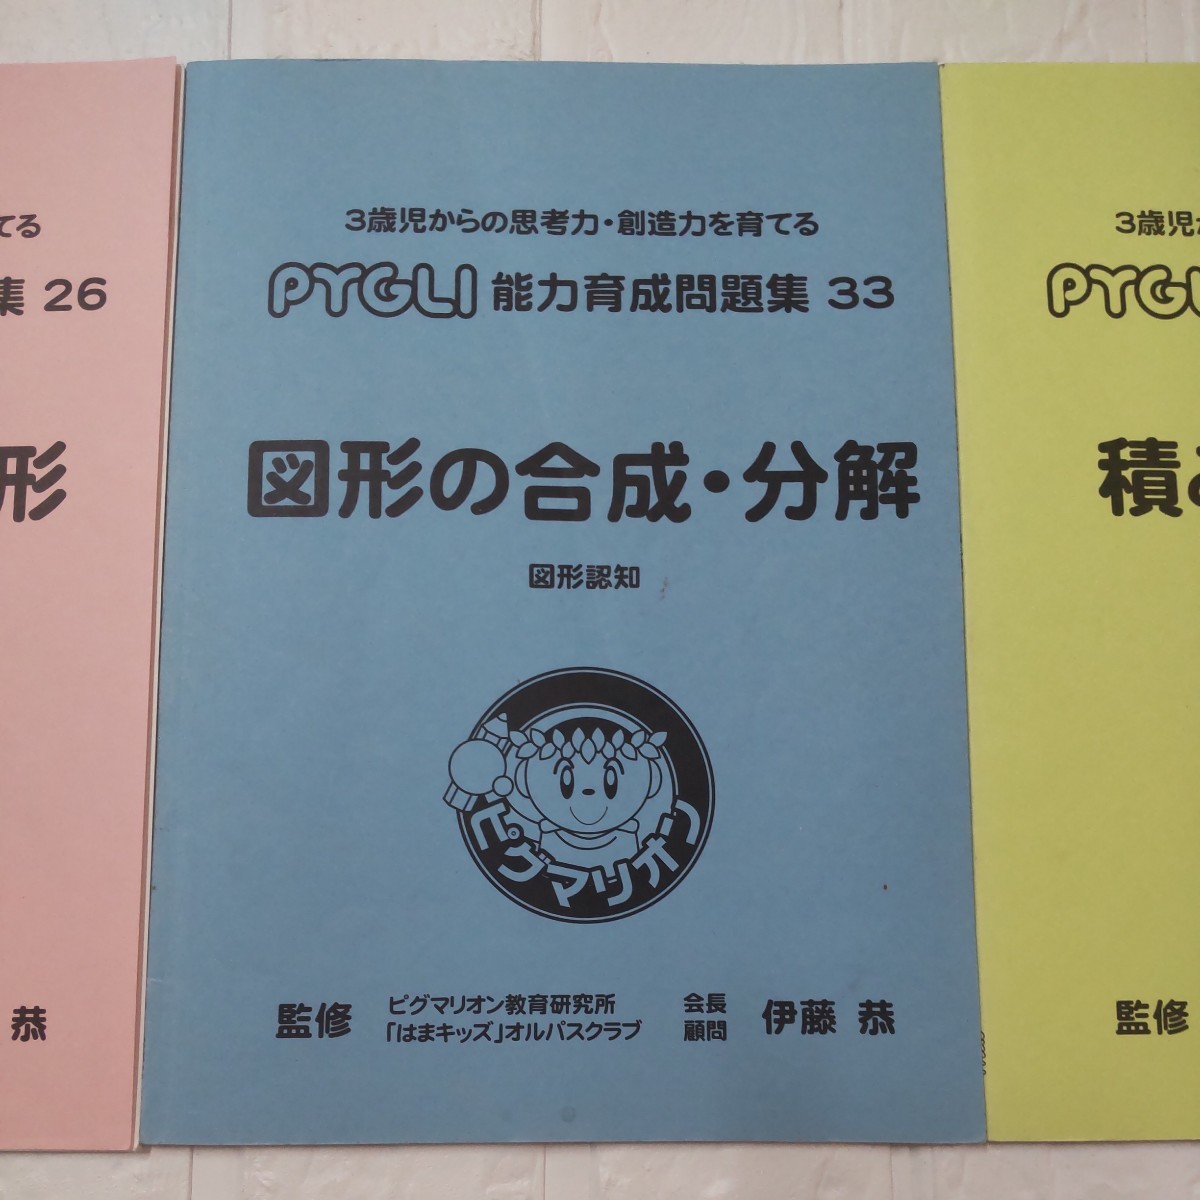 てる
集 26
形
恭
3歳児からの思考力・創造力を育てる
PYGLI 能力育成問題集 33
図形の合成・分解
図形認知
ピグマリオン
監修 ピグマリオン教育研究所 会長 伊藤 恭
「はまキッズ」オルパスクラブ 顧問
3歳児か
PYGL
積
監修